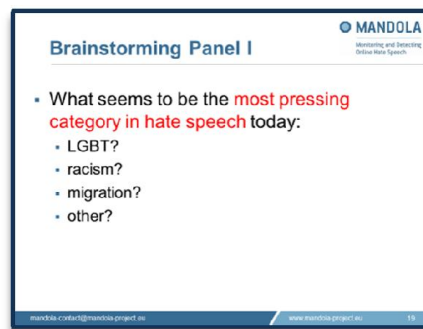 MANDOLA
Monitoring and Detecting
Online Hate Speech
Brainstorming Panel I
What seems to be the most pressing
category in hate speech today:
LGBT?
racism?
migration?
other?
mandola-contact@mandola-project.eu
www.mandola-project.eu
19